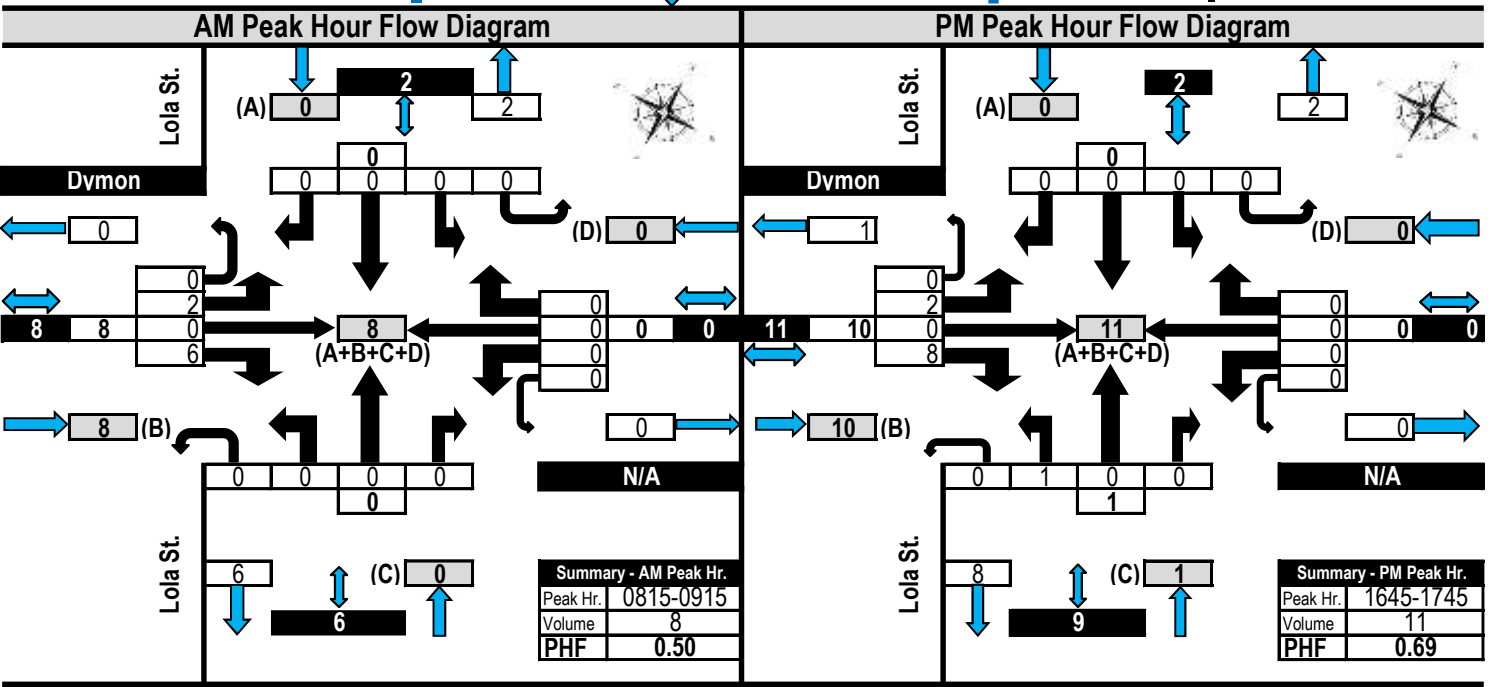 AM Peak Hour Flow Diagram
Lola St.
2
(A) 0 2
0
0 0 0 0
Dymon
0 (D) 0
0
2 0
8 8 0 8 0 0 0
6 (A+B+C+D) 0
0
8 (B) 0
0 0 0 0 N/A
0
Lola St.
6 (C) 0
6
Summary - AM Peak Hr.
Peak Hr. 0815-0915
Volume 8
PHF 0.50
PM Peak Hour Flow Diagram
Lola St.
2
(A) 0 2
0
0 0 0 0
Dymon
1 (D) 0
0
2 0
11 10 0 11 0 0 0
8 (A+B+C+D) 0
0
10 (B) 0
0 1 0 0 N/A
1
Lola St.
8 (C) 1
9
Summary - PM Peak Hr.
Peak Hr. 1645-1745
Volume 11
PHF 0.69